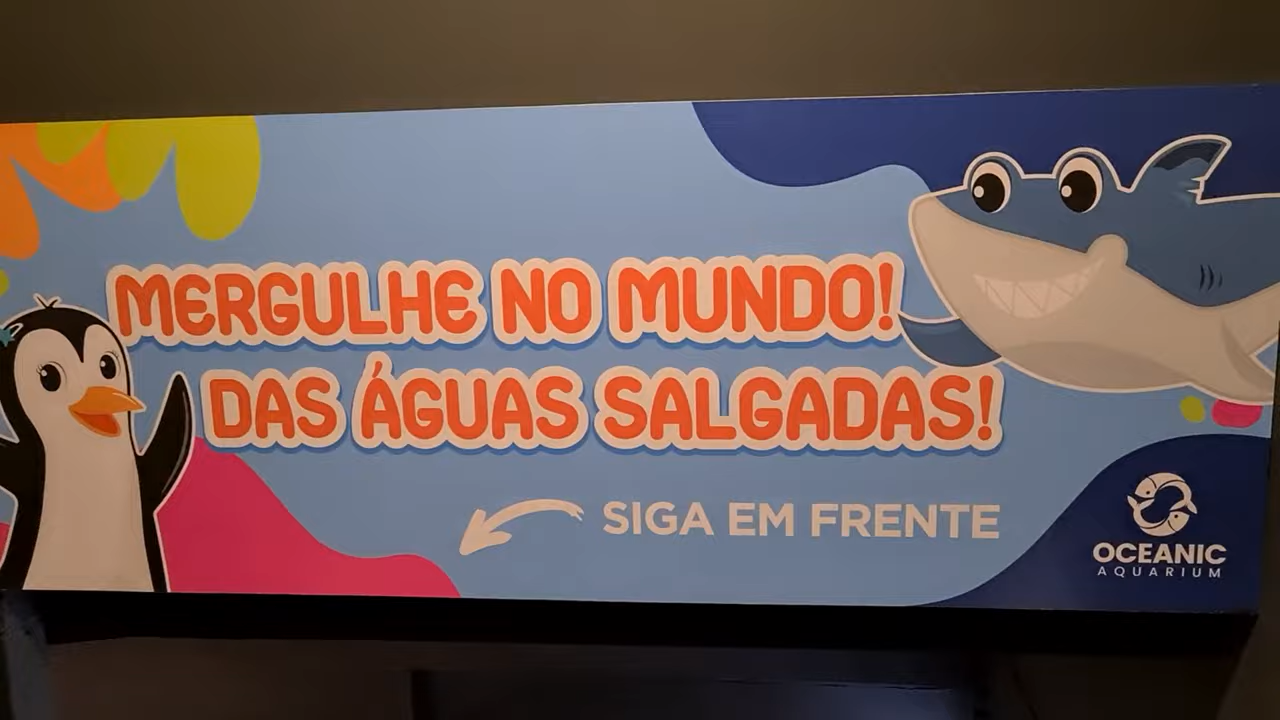 MERGULHE NO MUNDO!
DAS ÁGUAS SALGADAS!
SIGA EM FRENTE
OCEANIC
AQUARIUM